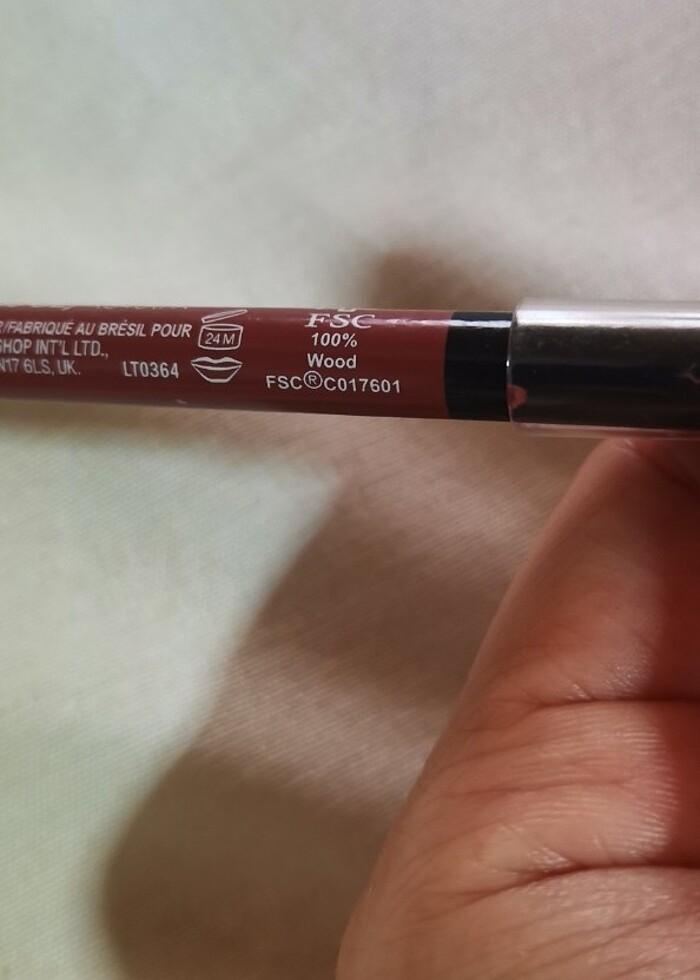 R/FABRIQUÉ AU BRÉSIL POUR
SHOP INT'L LTD.,
N17 6LS, UK.
LT0364
24 M
FSC
100%
Wood
FSC®C017601